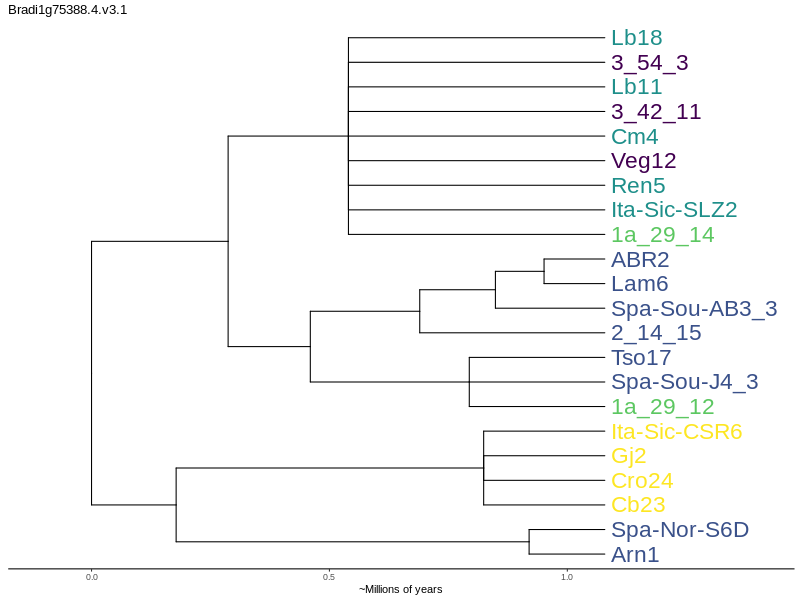 Bradi1g75388.4.v3.1
Lb18
3_54_3
Lb11
3_42_11
Cm4
Veg12
Ren5
Ita-Sic-SLZ2
1a_29_14
ABR2
Lam6
Spa-Sou-AB3_3
2_14_15
Tso17
Spa-Sou-J4_3
1a_29_12
Ita-Sic-CSR6
Gj2
Cro24
Cb23
Spa-Nor-S6D
Arn1
0.0 0.5 1.0
~Millions of years